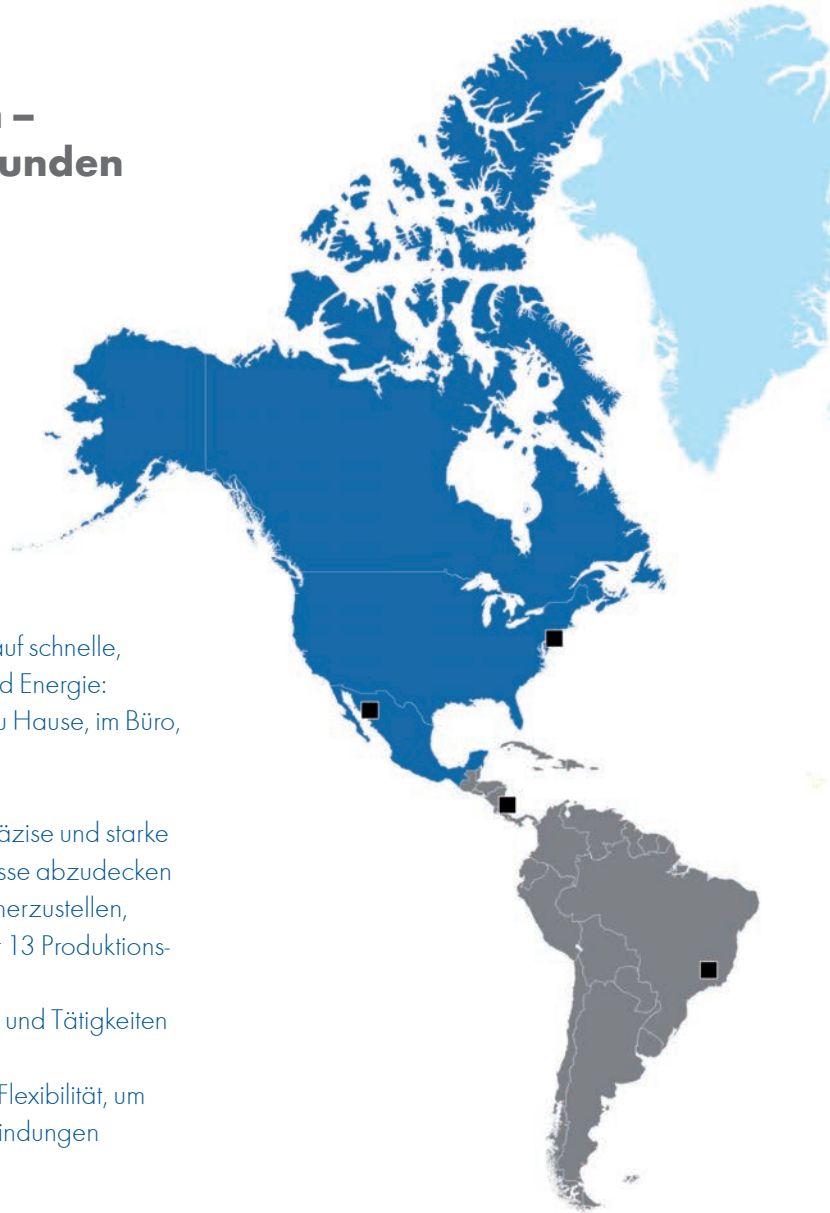 –
unden
auf schnelle,
d Energie:
u Hause, im Büro,
äzise und starke
sse abzudecken
herzustellen,
13 Produktions-
und Tätigkeiten
Flexibilität, um
indungen